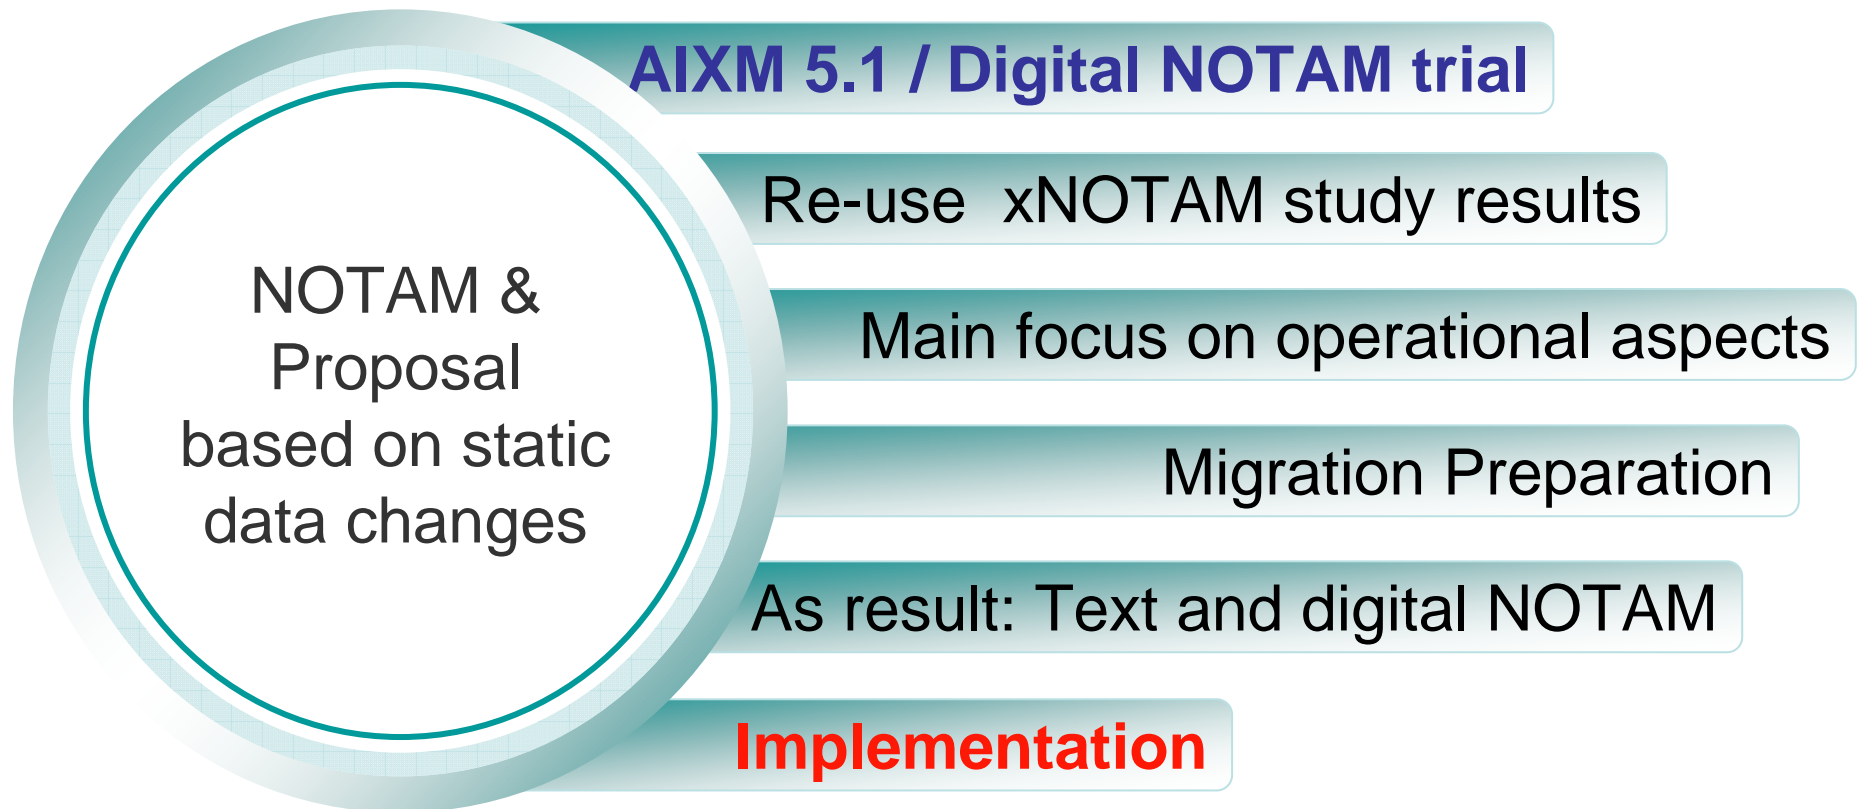 NOTAM &
Proposal
based on static
data changes
AIXM 5.1 / Digital NOTAM trial
Re-use xNOTAM study results
Main focus on operational aspects
Migration Preparation
As result: Text and digital NOTAM
Implementation